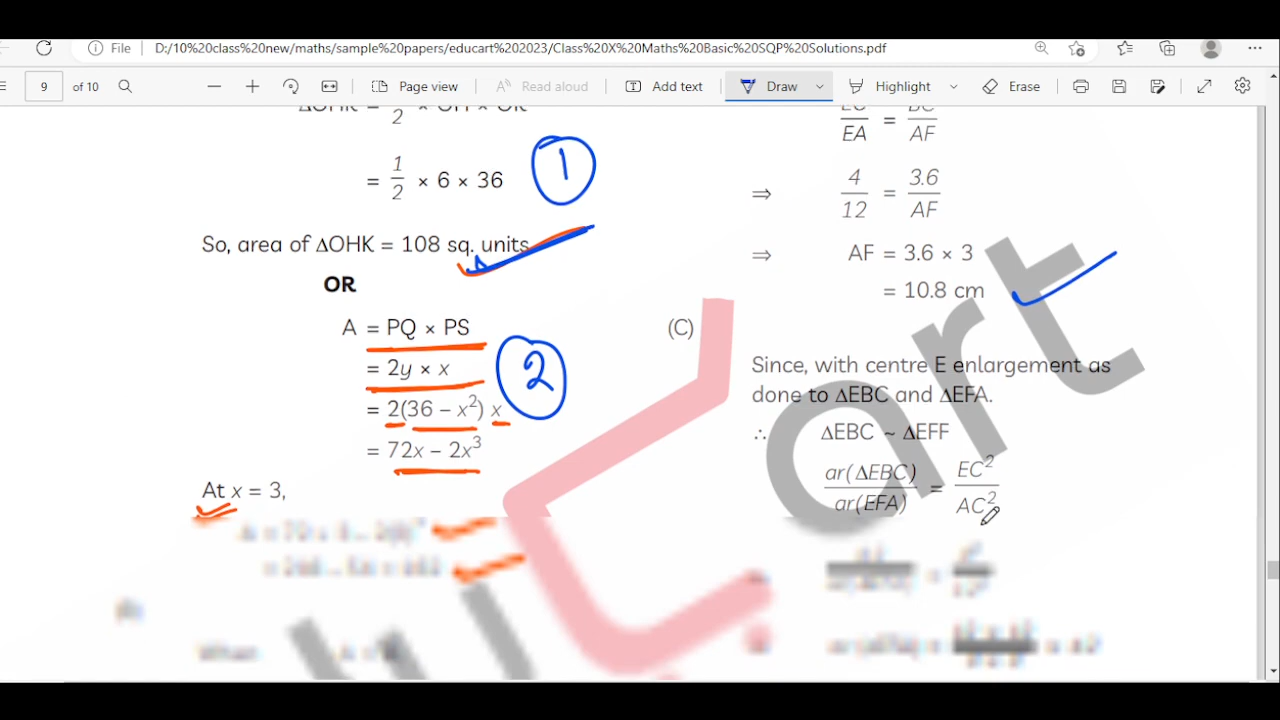 File D:/10%20class%20new/maths/sample%20papers/educart%202023/Class%20X%20Maths%20Basic%20SQP%20Solutions.pdf
9 of 10 Page view Read aloud Add text Draw Highlight Erase
2
= 1/2 × 6 × 36
1
So, area of ΔOHK = 108 sq. units
OR
A = PQ × PS
= 2y × x
= 2(36 – x²) x
2
= 72x – 2x³
At x = 3,
EA = AF
⇒ 4/12 = 3.6/AF
⇒ AF = 3.6 × 3
= 10.8 cm
(C)
Since, with centre E enlargement as
done to ΔEBC and ΔEFA.
∴ ΔEBC ~ ΔEFF
ar(ΔEBC)/ar(EFA) = EC²/AC²
art